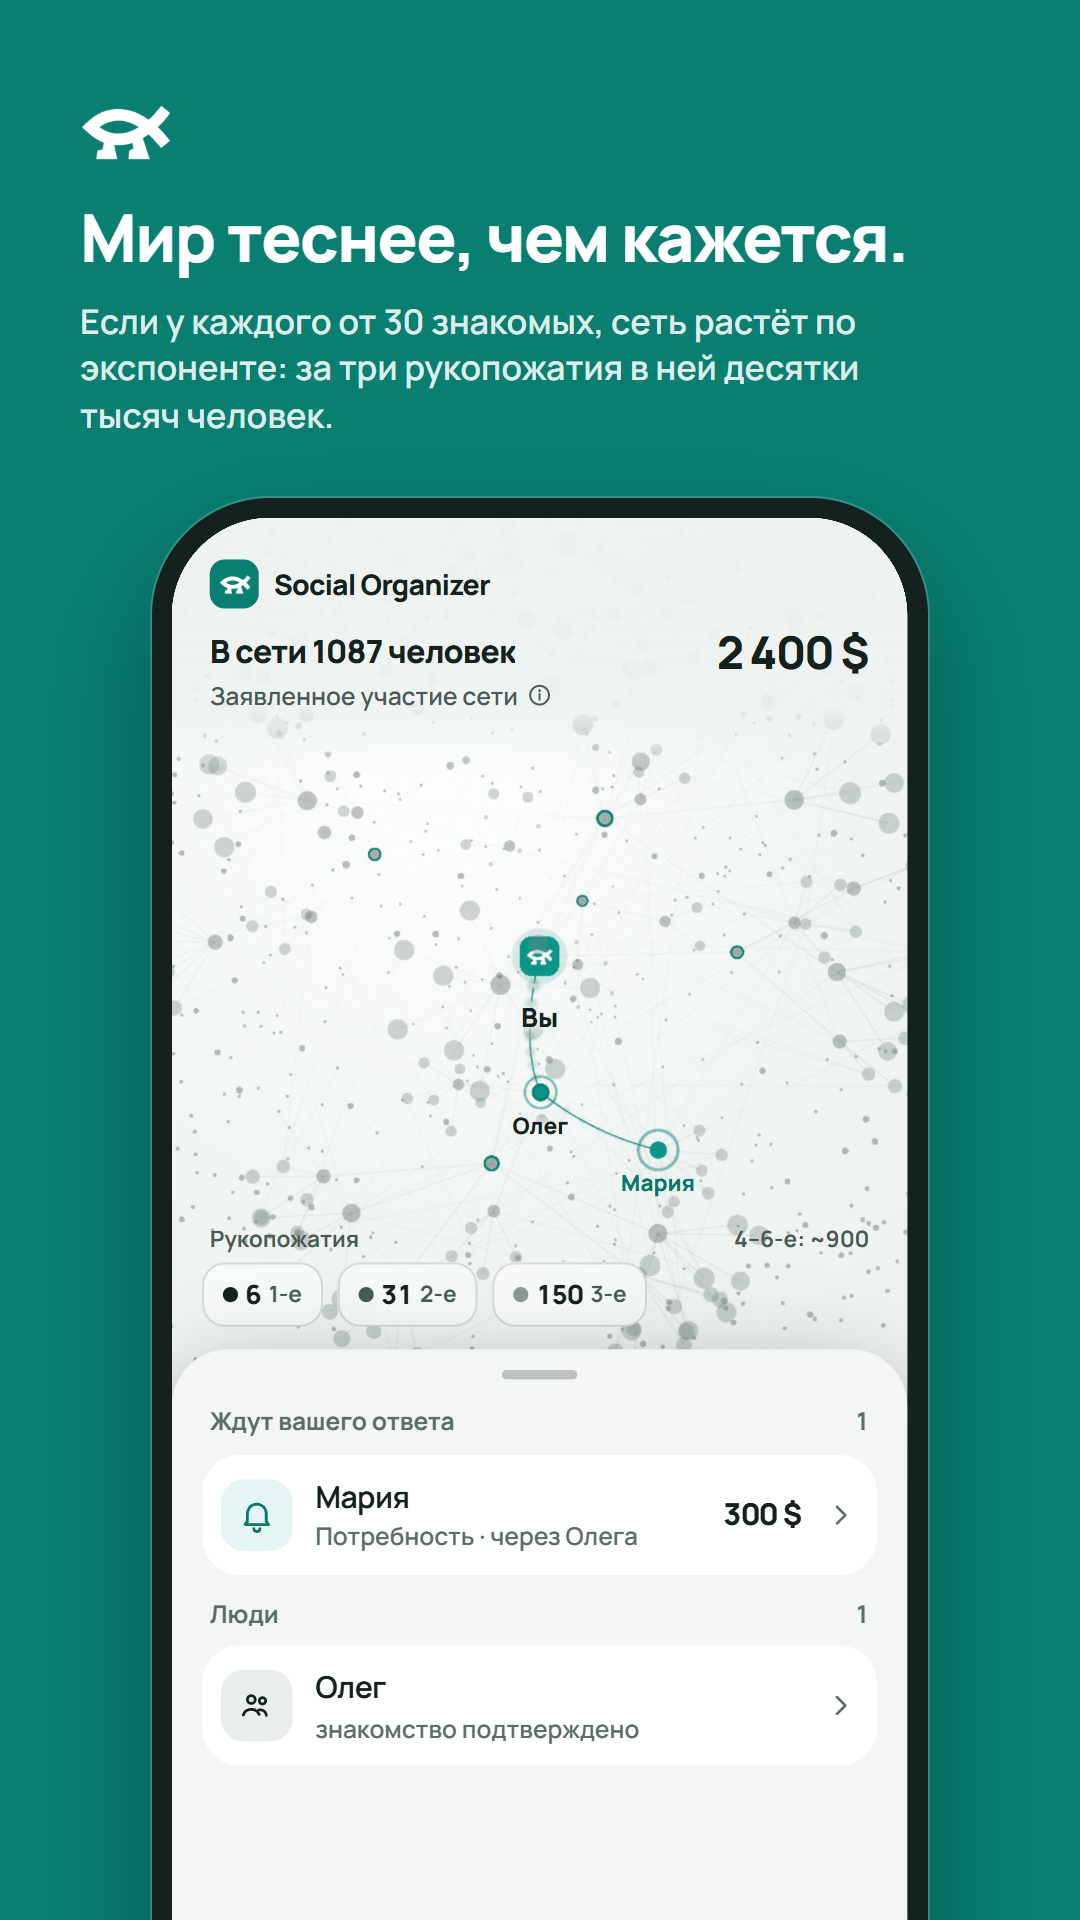 Мир теснее, чем кажется.
Если у каждого от 30 знакомых, сеть растёт по
экспоненте: за три рукопожатия в ней десятки
тысяч человек.
Social Organizer
В сети 1087 человек
2 400 $
Заявленное участие сети
Вы
Олег
Мария
Рукопожатия
4–6-е: ~900
6 1-е
31 2-е
150 3-е
Ждут вашего ответа
1
Мария
Потребность · через Олега
300 $
Люди
1
Олег
знакомство подтверждено